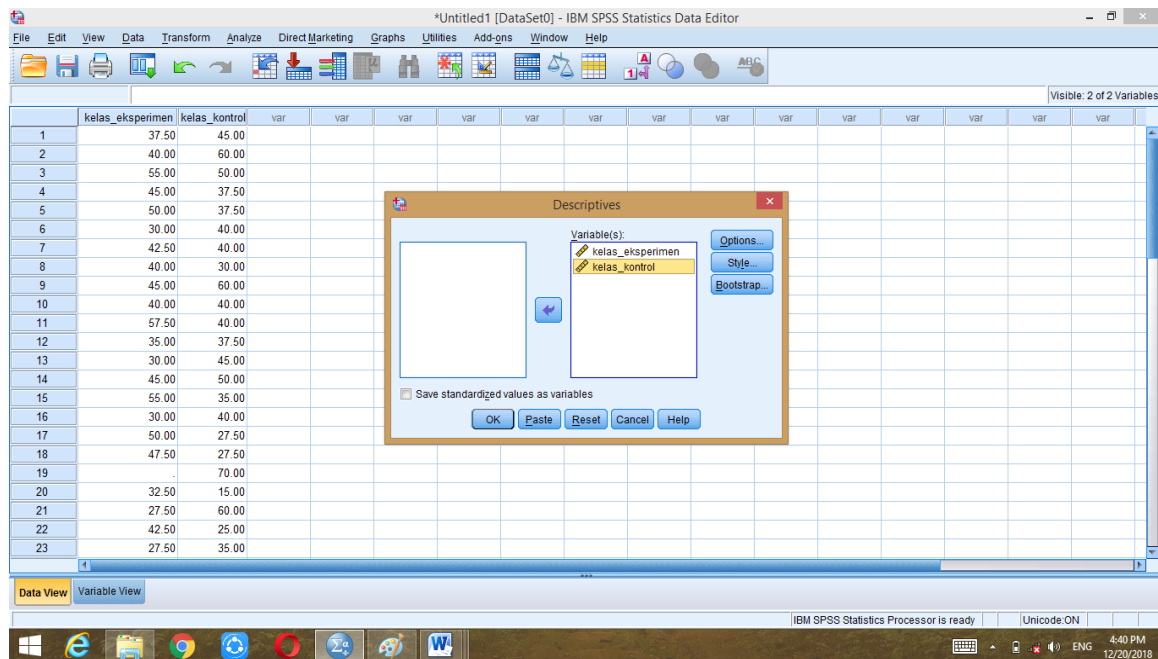 *Untitled1 [DataSet0] - IBM SPSS Statistics Data Editor
File Edit View Data Transform Analyze Direct Marketing Graphs Utilities Add-ons Window Help
Visible: 2 of 2 Variables
kelas_eksperimen kelas_kontrol var var var var var var var var var var var var var var
1 37.50 45.00
2 40.00 60.00
3 55.00 50.00
4 45.00 37.50
5 50.00 37.50
6 30.00 40.00
7 42.50 40.00
8 40.00 30.00
9 45.00 60.00
10 40.00 40.00
11 57.50 40.00
12 35.00 37.50
13 30.00 45.00
14 45.00 50.00
15 55.00 35.00
16 30.00 40.00
17 50.00 27.50
18 47.50 27.50
19 . 70.00
20 32.50 15.00
21 27.50 60.00
22 42.50 25.00
23 27.50 35.00
Descriptives
Variable(s):
kelas_eksperimen
kelas_kontrol
Options...
Style...
Bootstrap...
Save standardized values as variables
OK Paste Reset Cancel Help
Data View Variable View
IBM SPSS Statistics Processor is ready Unicode:ON
ENG 4:40 PM
12/20/2018